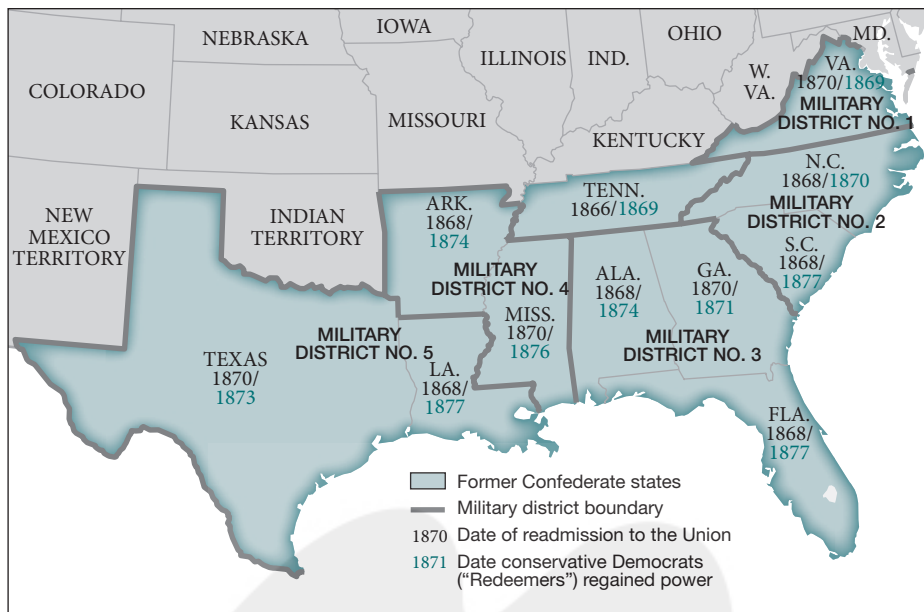 NEBRASKA
IOWA
ILLINOIS
IND.
OHIO
MD.
COLORADO
KANSAS
MISSOURI
W.
VA.
KENTUCKY
VA.
1870/1869
MILITARY
DISTRICT NO. 1
NEW
MEXICO
TERRITORY
INDIAN
TERRITORY
ARK.
1868/
1874
TENN.
1866/1869
N.C.
1868/1870
MILITARY
DISTRICT NO. 2
S.C.
1868/
1877
MILITARY
DISTRICT NO. 4
MISS.
1870/
1876
ALA.
1868/
1874
GA.
1870/
1871
MILITARY
DISTRICT NO. 3
TEXAS
1870/
1873
MILITARY
DISTRICT NO. 5
LA.
1868/
1877
FLA.
1868/
1877
Former Confederate states
Military district boundary
1870 Date of readmission to the Union
1871 Date conservative Democrats
("Redeemers") regained power